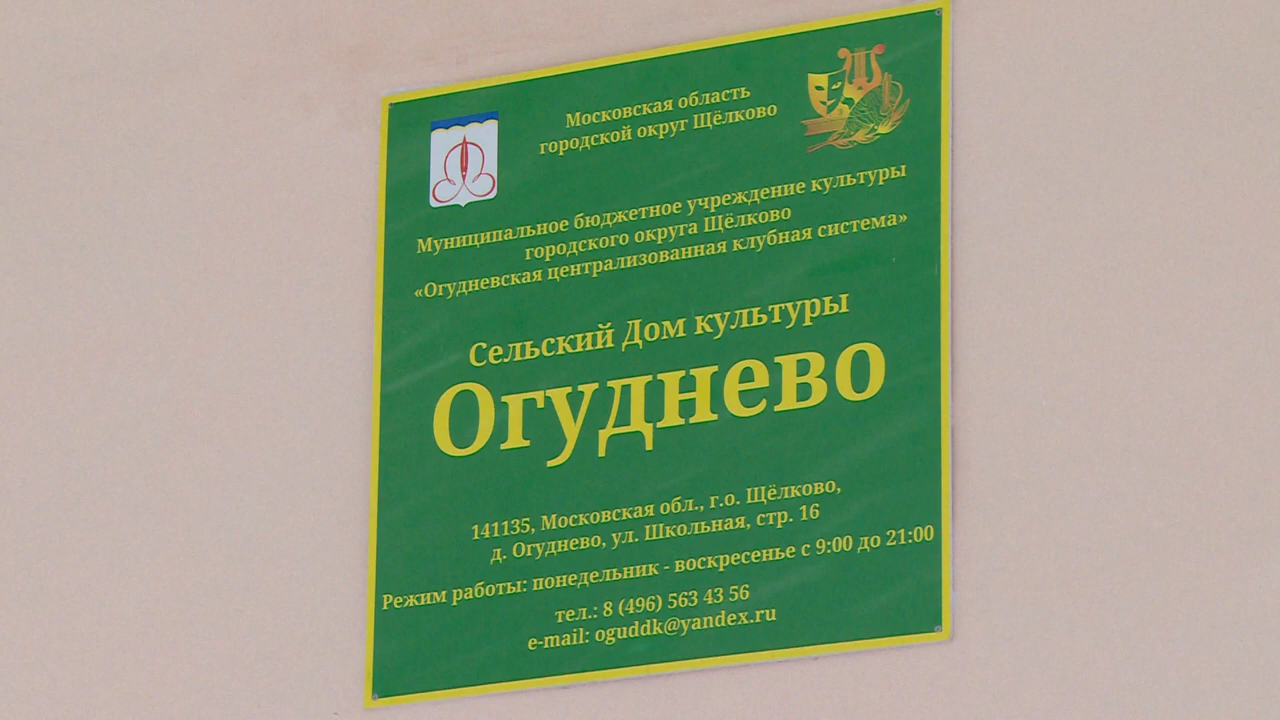 Московская область
городской округ Щёлково
Муниципальное бюджетное учреждение культуры
городского округа Щёлково
«Огудневская централизованная клубная система»
Сельский Дом культуры
Огуднево
141135, Московская обл., г.о. Щёлково,
д. Огуднево, ул. Школьная, стр. 16
Режим работы: понедельник - воскресенье с 9:00 до 21:00
тел.: 8 (496) 563 43 56
e-mail: oguddk@yandex.ru